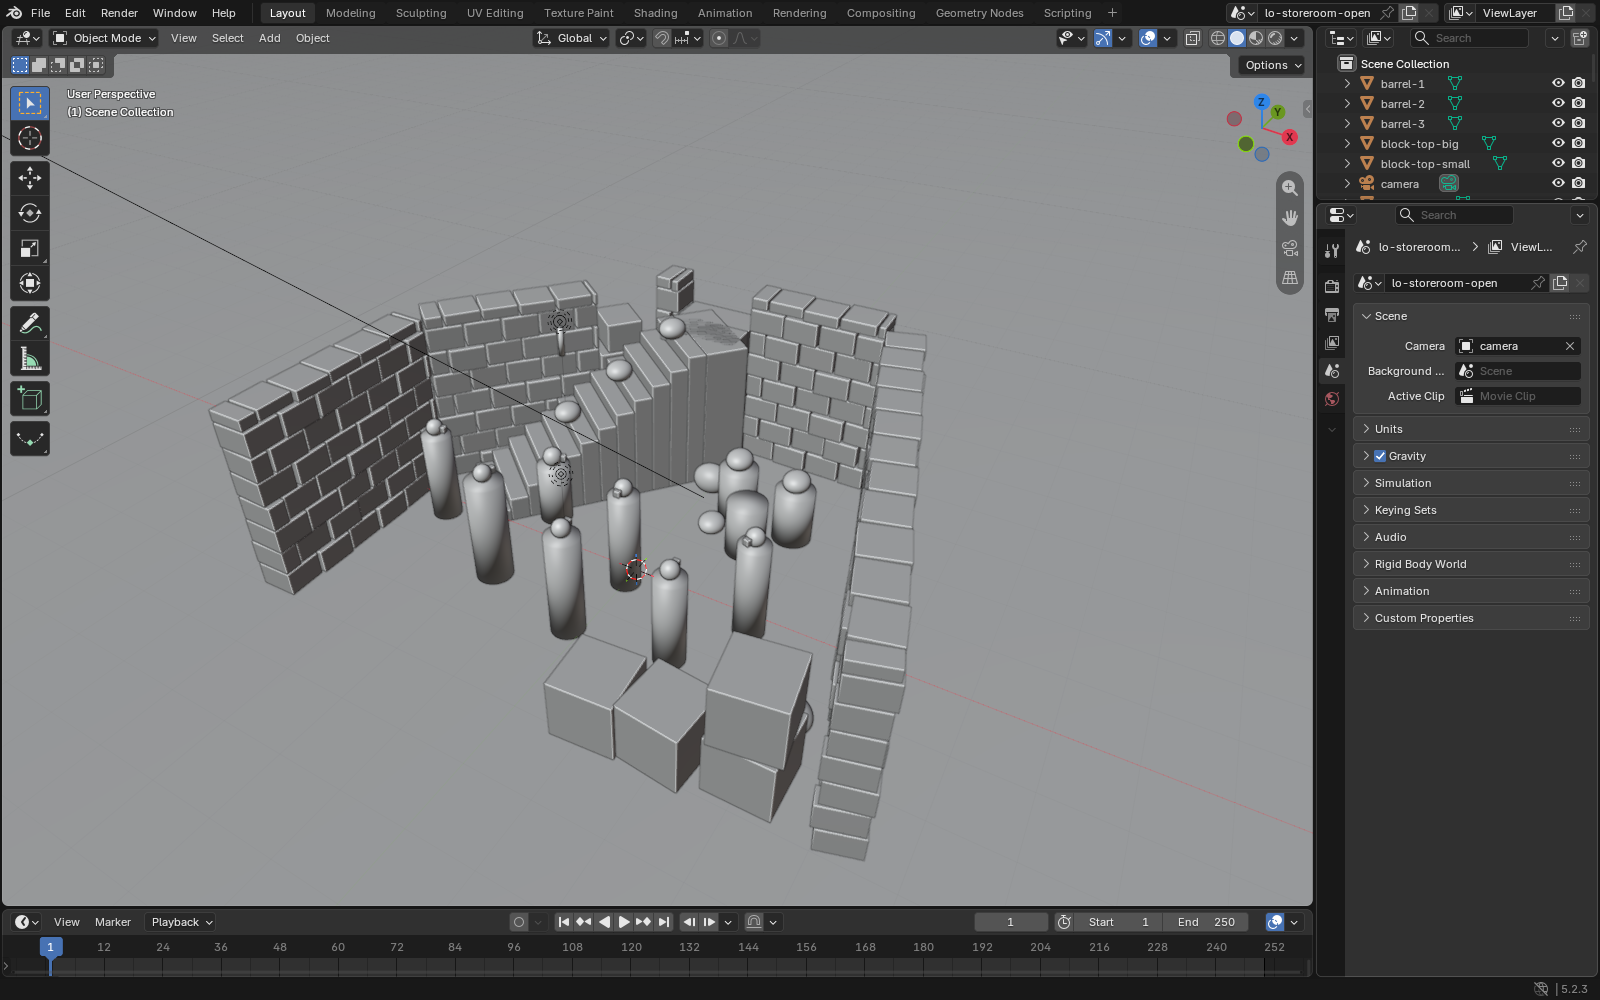 File Edit Render Window Help Layout Modeling Sculpting UV Editing Texture Paint Shading Animation Rendering Compositing Geometry Nodes Scripting lo-storeroom-open ViewLayer
Object Mode View Select Add Object Global Search
Options
User Perspective
(1) Scene Collection
Z
Y
X
Scene Collection
barrel-1
barrel-2
barrel-3
block-top-big
block-top-small
camera
Search
lo-storeroom... ViewL...
lo-storeroom-open
Scene
Camera camera
Background ... Scene
Active Clip Movie Clip
Units
Gravity
Simulation
Keying Sets
Audio
Rigid Body World
Animation
Custom Properties
View Marker Playback 1 Start 1 End 250
1 12 24 36 48 60 72 84 96 108 120 132 144 156 168 180 192 204 216 228 240 252
5.2.3